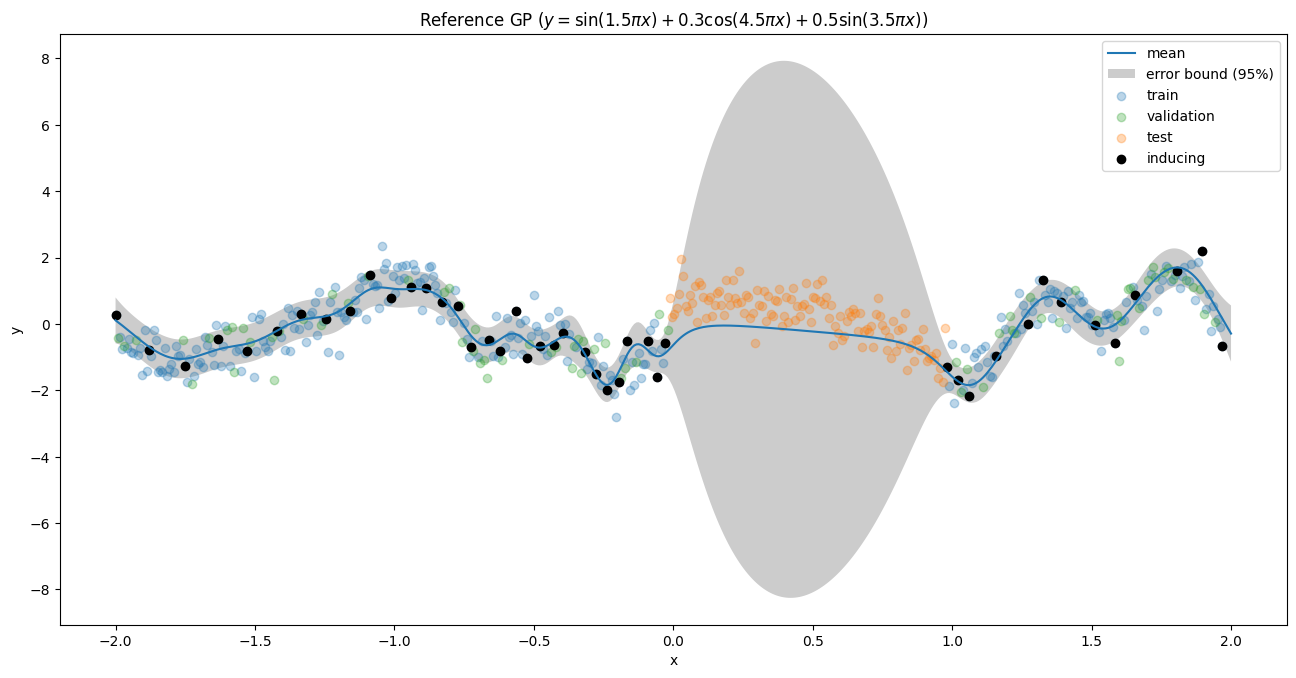 Reference GP (y = sin(1.5πx) + 0.3cos(4.5πx) + 0.5sin(3.5πx))
mean
error bound (95%)
train
validation
test
inducing
8
6
4
2
0
−2
−4
−6
−8
y
−2.0 −1.5 −1.0 −0.5 0.0 0.5 1.0 1.5 2.0
x